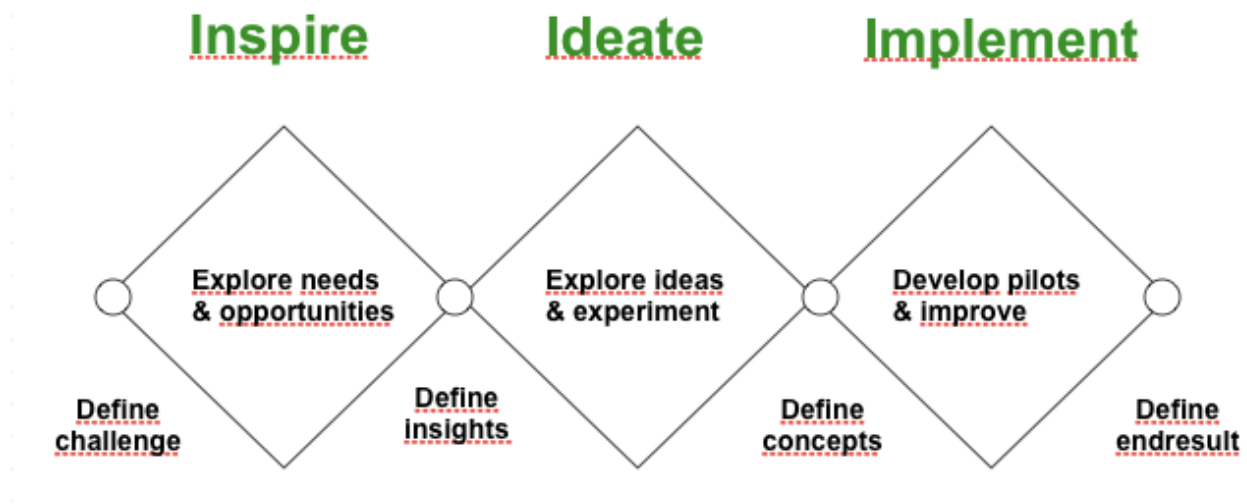 Inspire
Ideate
Implement
Explore needs
& opportunities
Explore ideas
& experiment
Develop pilots
& improve
Define
challenge
Define
insights
Define
concepts
Define
endresult